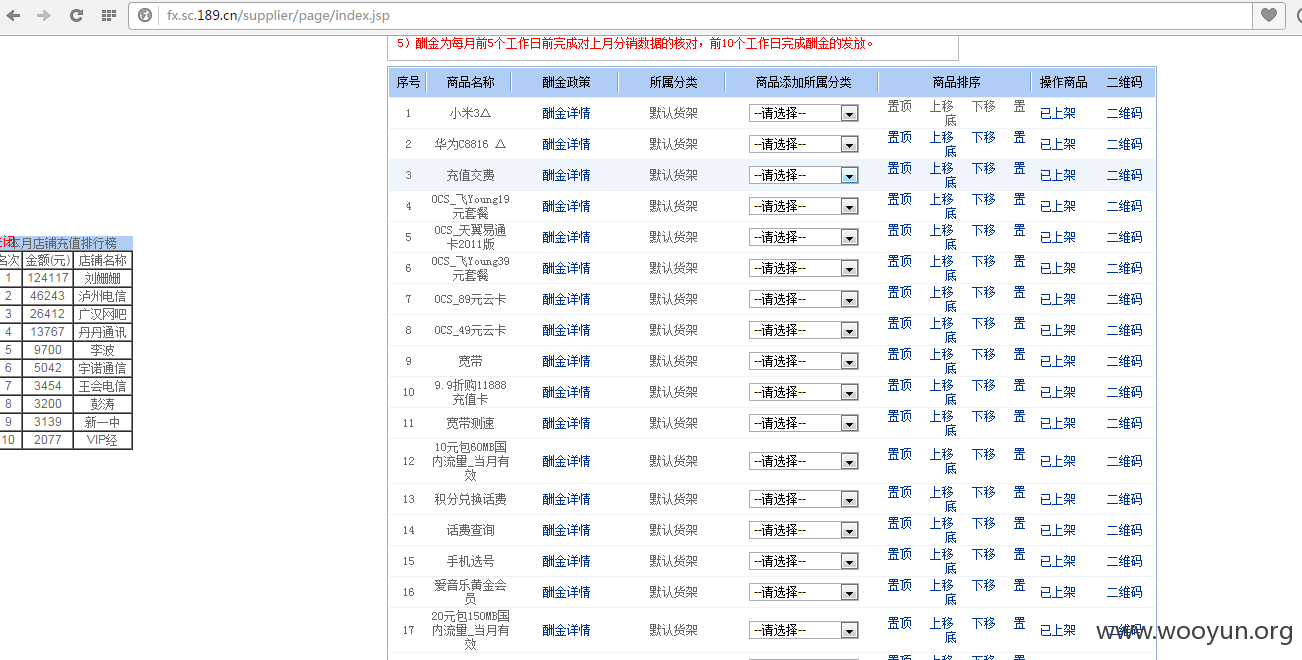 fx.sc.189.cn/supplier/page/index.jsp
5）酬金为每月前5个工作日前完成对上月分销数据的核对，前10个工作日完成酬金的发放。
序号 商品名称 酬金政策 所属分类 商品添加所属分类 商品排序 操作商品 二维码
1 小米3△ 酬金详情 默认货架 --请选择-- 置顶 上移 下移 置底 已上架 二维码
2 华为C8816 △ 酬金详情 默认货架 --请选择-- 置顶 上移 下移 置底 已上架 二维码
3 充值交费 酬金详情 默认货架 --请选择-- 置顶 上移 下移 置底 已上架 二维码
4 OCS_飞Young19元套餐 酬金详情 默认货架 --请选择-- 置顶 上移 下移 置底 已上架 二维码
5 OCS_天翼易通卡2011版 酬金详情 默认货架 --请选择-- 置顶 上移 下移 置底 已上架 二维码
6 OCS_飞Young39元套餐 酬金详情 默认货架 --请选择-- 置顶 上移 下移 置底 已上架 二维码
7 OCS_89元云卡 酬金详情 默认货架 --请选择-- 置顶 上移 下移 置底 已上架 二维码
8 OCS_49元云卡 酬金详情 默认货架 --请选择-- 置顶 上移 下移 置底 已上架 二维码
9 宽带 酬金详情 默认货架 --请选择-- 置顶 上移 下移 置底 已上架 二维码
10 9.9折购11888充值卡 酬金详情 默认货架 --请选择-- 置顶 上移 下移 置底 已上架 二维码
11 宽带测速 酬金详情 默认货架 --请选择-- 置顶 上移 下移 置底 已上架 二维码
12 10元包60MB国内流量_当月有效 酬金详情 默认货架 --请选择-- 置顶 上移 下移 置底 已上架 二维码
13 积分兑换话费 酬金详情 默认货架 --请选择-- 置顶 上移 下移 置底 已上架 二维码
14 话费查询 酬金详情 默认货架 --请选择-- 置顶 上移 下移 置底 已上架 二维码
15 手机选号 酬金详情 默认货架 --请选择-- 置顶 上移 下移 置底 已上架 二维码
16 爱音乐黄金会员 酬金详情 默认货架 --请选择-- 置顶 上移 下移 置底 已上架 二维码
17 20元包150MB国内流量_当月有效 酬金详情 默认货架 --请选择-- 置顶 上移 下移 置底 已上架 二维码
本月店铺充值排行榜
名次 金额(元) 店铺名称
1 124117 刘姗姗
2 46243 泸州电信
3 26412 广汉网吧
4 13767 丹丹通讯
5 9700 李波
6 5042 宇诺通信
7 3454 王会电信
8 3200 彭涛
9 3139 新一中
10 2077 VIP经
www.wooyun.org